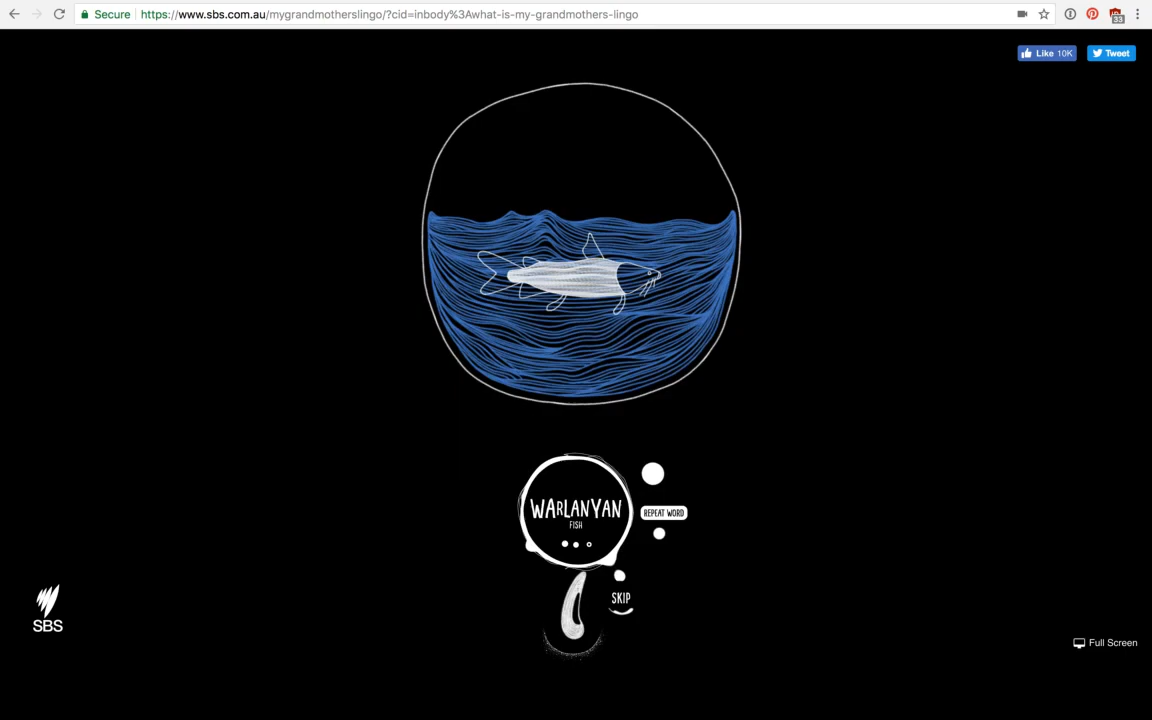 Secure https://www.sbs.com.au/mygrandmotherslingo/?cid=inbody%3Awhat-is-my-grandmothers-lingo
33
Like 10K Tweet
WARLANYAN
FISH
REPEAT WORD
SKIP
SBS
Full Screen